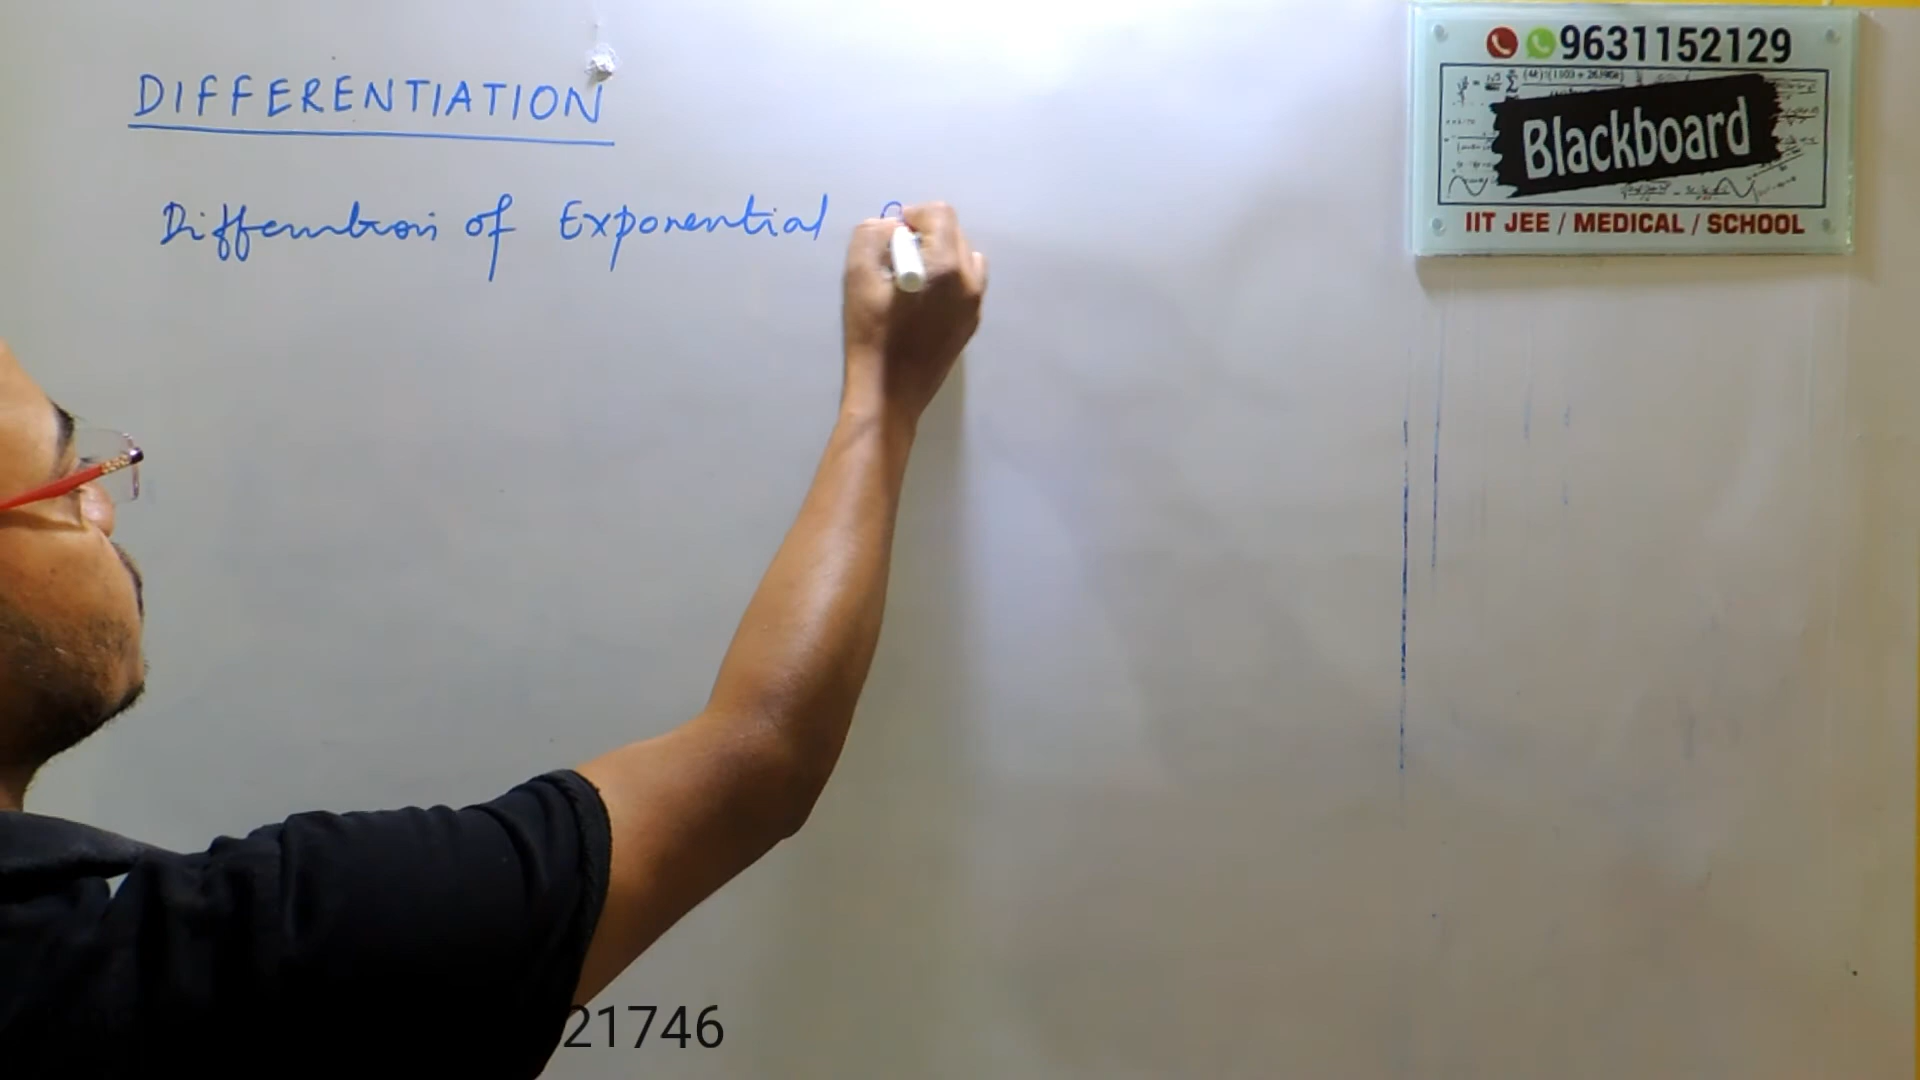 DIFFERENTIATION
Differentiation of Exponential
9631152129
Blackboard
IIT JEE / MEDICAL / SCHOOL
21746